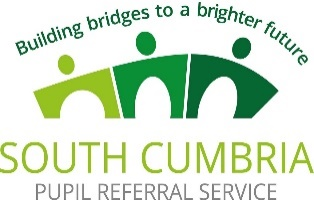 Building bridges to a brighter future
SOUTH CUMBRIA
PUPIL REFERRAL SERVICE